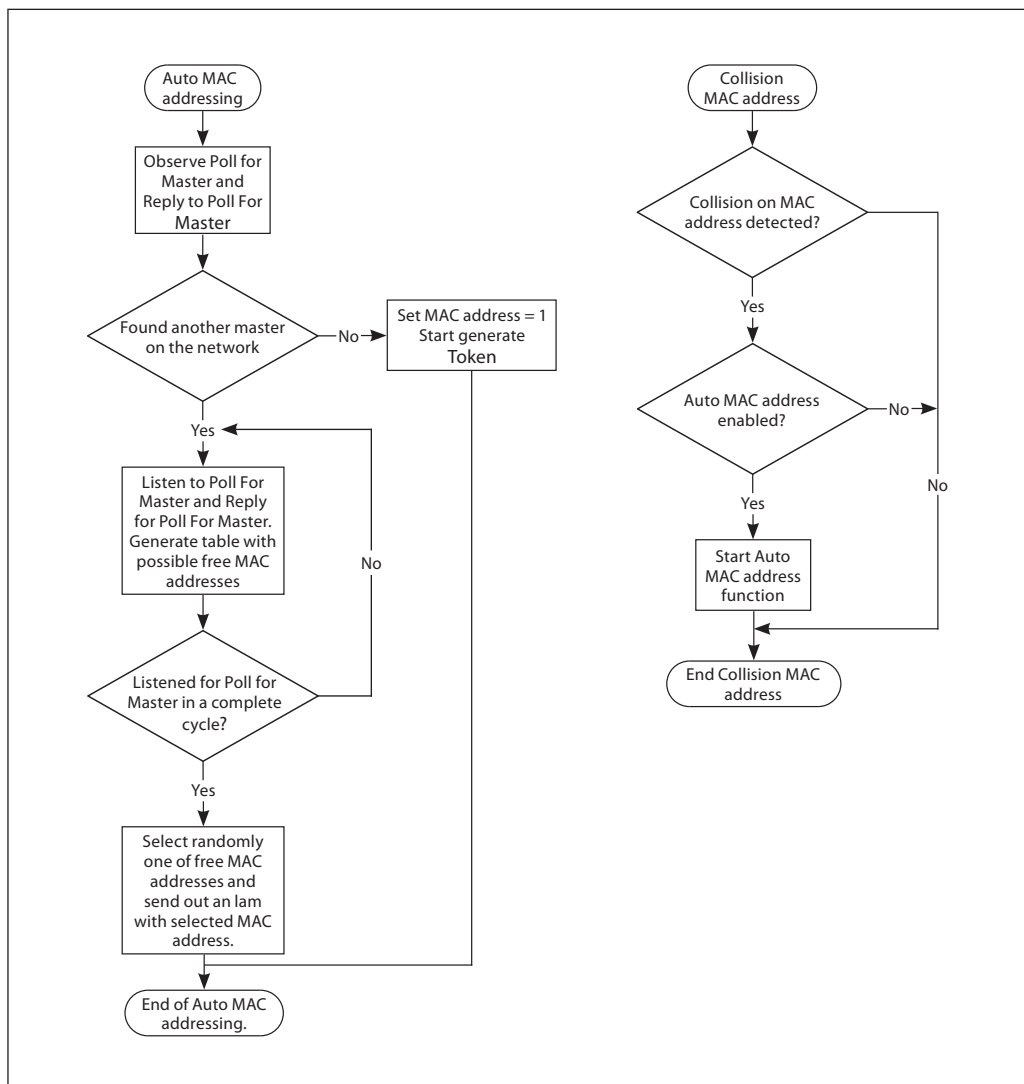 Auto MAC
addressing
Observe Poll for
Master and
Reply to Poll For
Master
Found another master
on the network
No
Set MAC address = 1
Start generate
Token
Yes
Listen to Poll For
Master and Reply
for Poll For Master.
Generate table with
possible free MAC
addresses
No
Listened for Poll for
Master in a complete
cycle?
Yes
Select randomly
one of free MAC
addresses and
send out an Iam
with selected MAC
address.
End of Auto MAC
addressing.
Collision
MAC address
Collision on MAC
address detected?
Yes
Auto MAC address
enabled?
No
No
Yes
Start Auto
MAC address
function
End Collision MAC
address